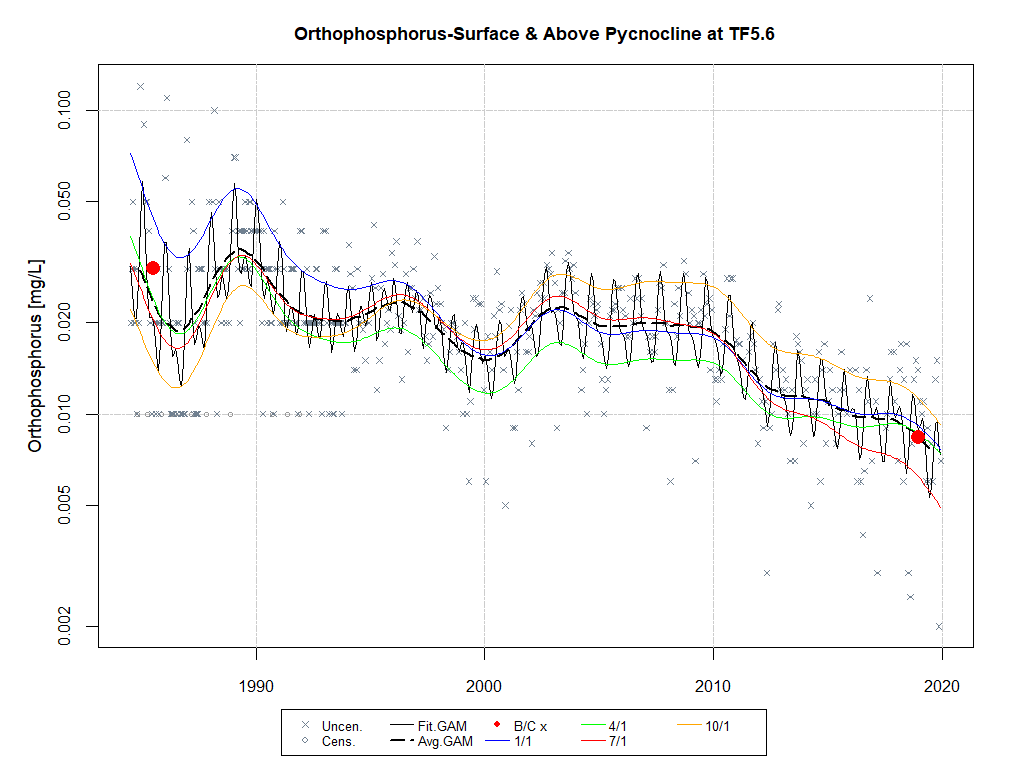 Orthophosphorus-Surface & Above Pycnocline at TF5.6
Orthophosphorus [mg/L]
0.100
0.050
0.020
0.010
0.005
0.002
1990 2000 2010 2020
Uncen. Fit.GAM B/C x 4/1 10/1
Cens. Avg.GAM 1/1 7/1